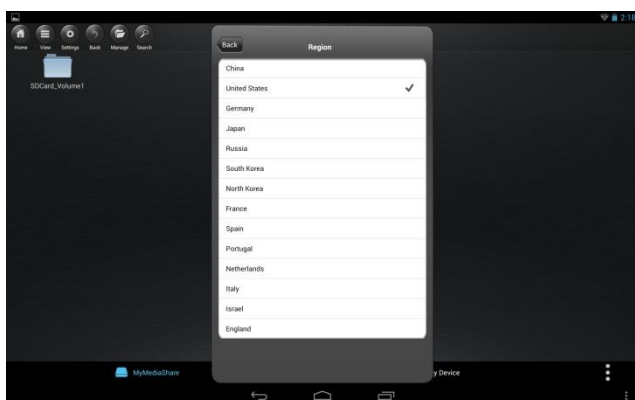 2:18
Home View Settings Back Manage Search
SDCard_Volume1
Back
Region
China
United States
Germany
Japan
Russia
South Korea
North Korea
France
Spain
Portugal
Netherlands
Italy
Israel
England
MyMediaShare
y Device